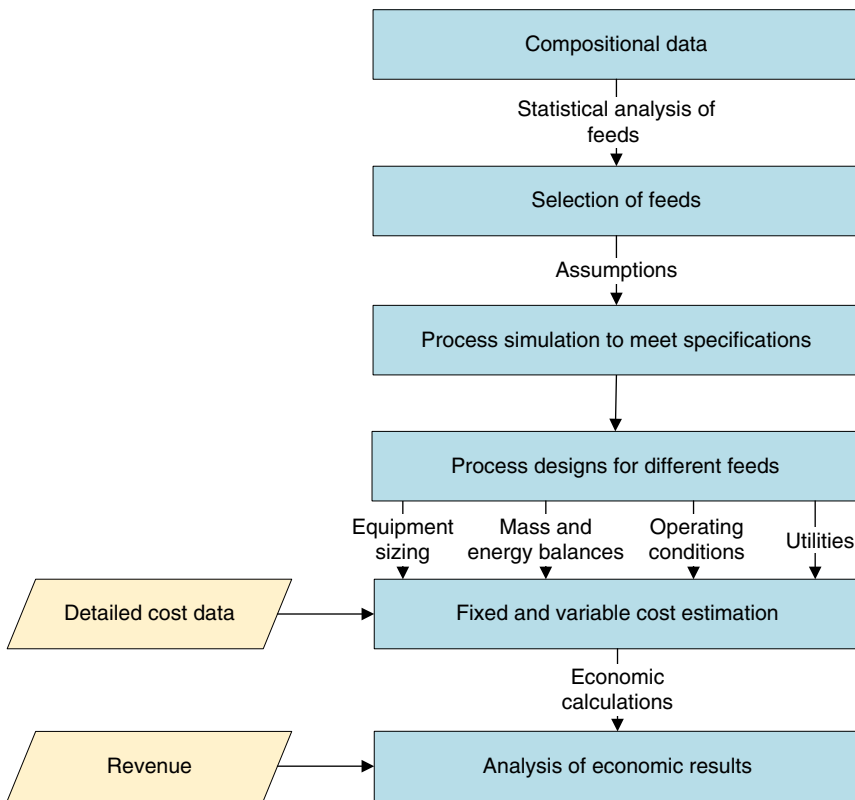 Compositional data
Statistical analysis of
feeds
Selection of feeds
Assumptions
Process simulation to meet specifications
Process designs for different feeds
Equipment
sizing
Mass and
energy balances
Operating
conditions
Utilities
Detailed cost data
Fixed and variable cost estimation
Economic
calculations
Revenue
Analysis of economic results